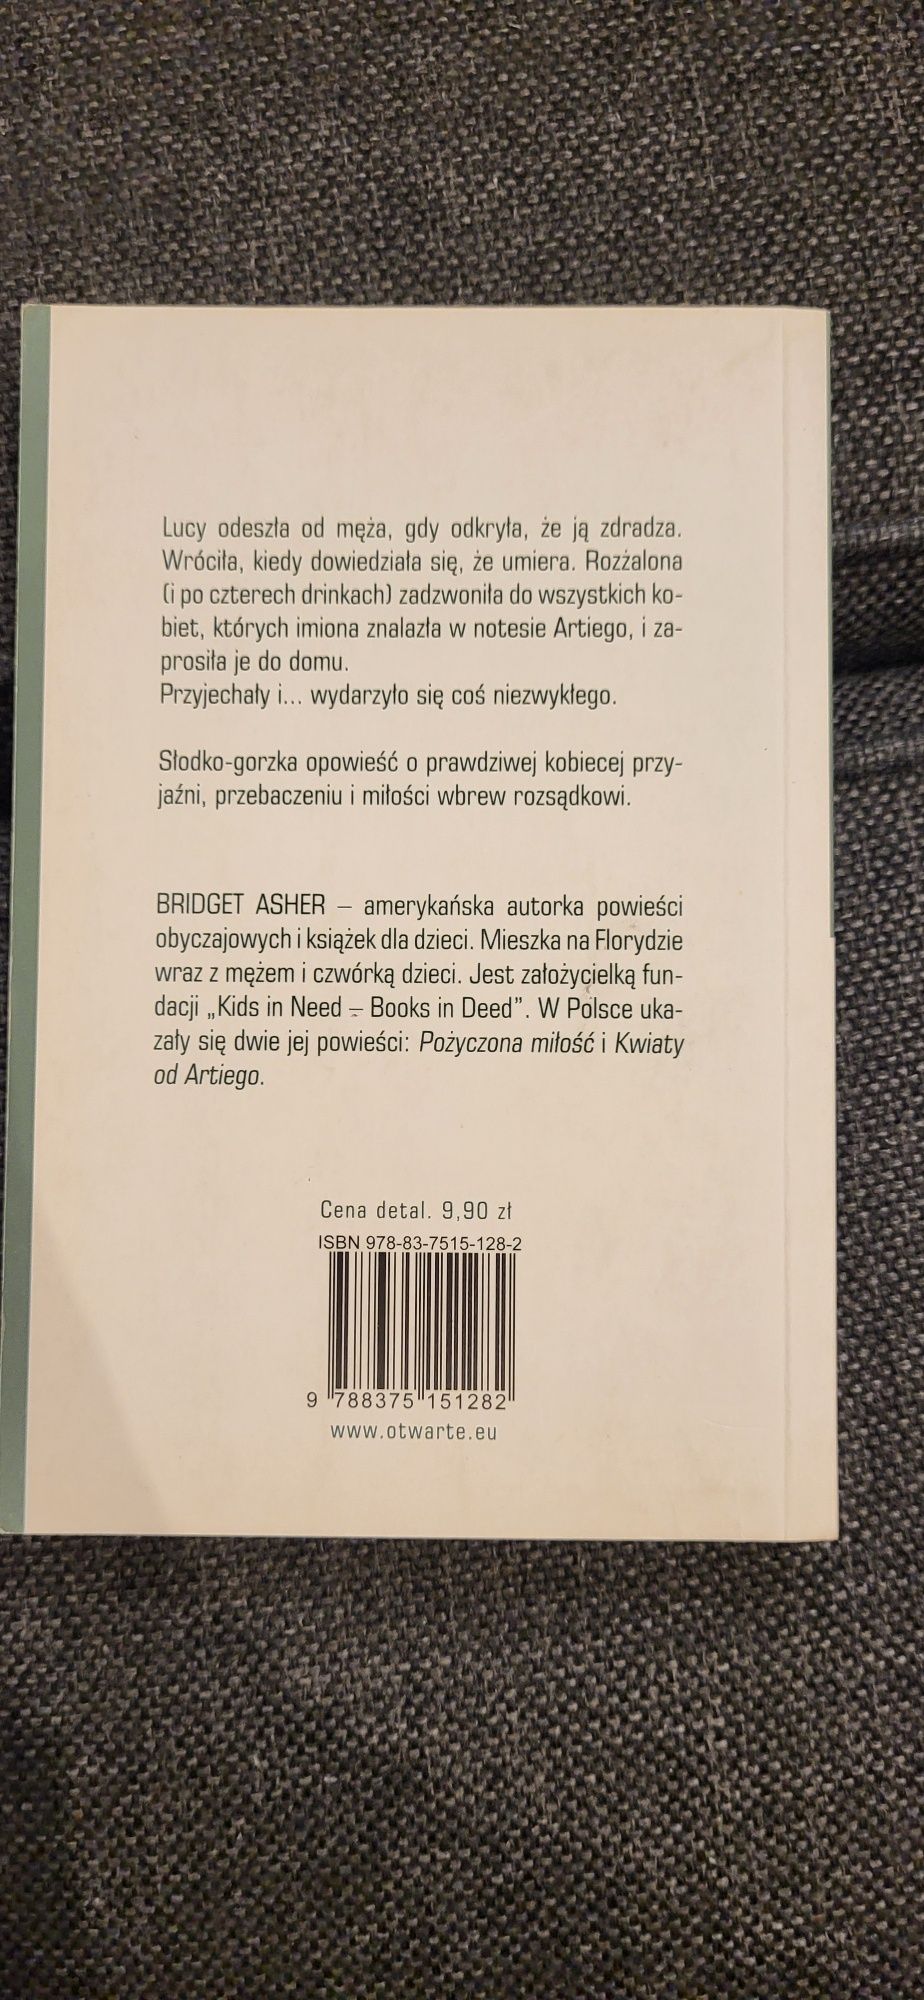 Lucy odeszła od męża, gdy odkryła, że ją zdradza.
Wróciła, kiedy dowiedziała się, że umiera. Rozżalona
(i po czterech drinkach) zadzwoniła do wszystkich ko-
biet, których imiona znalazła w notesie Artiego, i za-
prosiła je do domu.
Przyjechały i... wydarzyło się coś niezwykłego.
Słodko-gorzka opowieść o prawdziwej kobiecej przy-
jaźni, przebaczeniu i miłości wbrew rozsądkowi.
BRIDGET ASHER – amerykańska autorka powieści
obyczajowych i książek dla dzieci. Mieszka na Florydzie
wraz z mężem i czwórką dzieci. Jest założycielką fun-
dacji „Kids in Need – Books in Deed”. W Polsce uka-
zały się dwie jej powieści: Pożyczona miłość i Kwiaty
od Artiego.
Cena detal. 9,90 zł
ISBN 978-83-7515-128-2
9 788375 151282
www.otwarte.eu